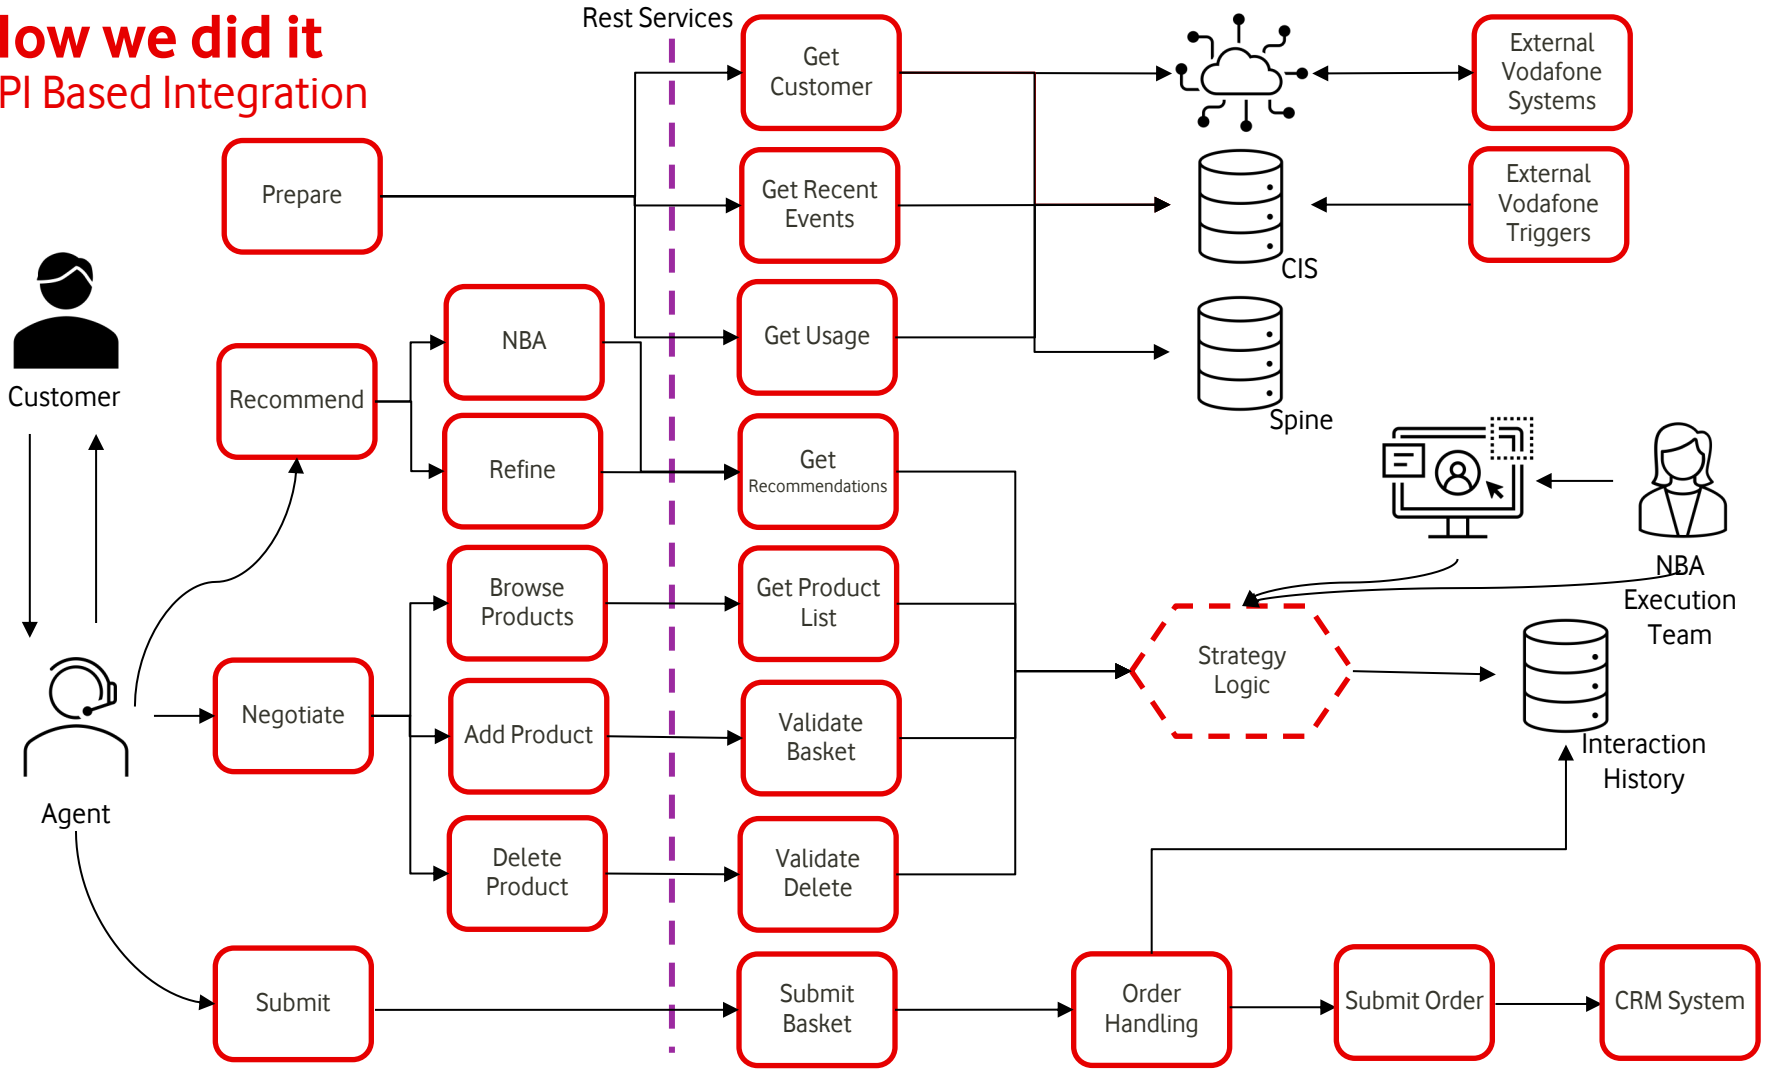 low we did it
PI Based Integration
Rest Services
Get
Customer
External
Vodafone
Systems
Prepare
Get Recent
Events
External
Vodafone
Triggers
CIS
NBA
Get Usage
Customer
Recommend
Spine
Refine
Get
Recommendations
NBA
Execution
Team
Browse
Products
Get Product
List
Strategy
Logic
Negotiate
Add Product
Validate
Basket
Interaction
History
Agent
Delete
Product
Validate
Delete
Submit
Submit
Basket
Order
Handling
Submit Order
CRM System